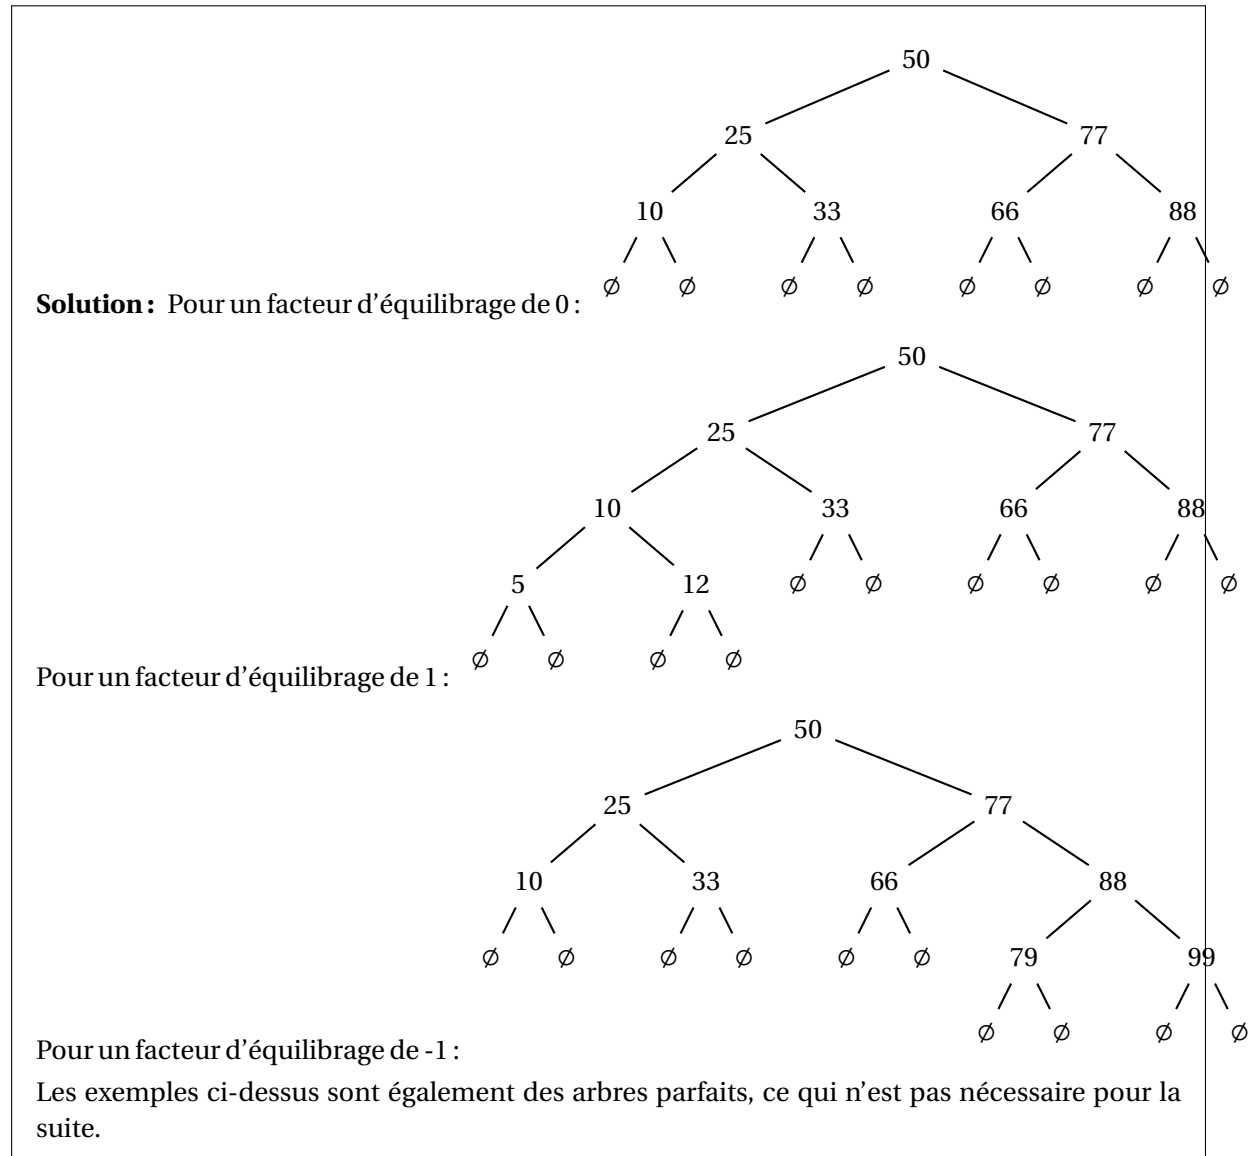 50
25 77
10 33 66 88
∅ ∅ ∅ ∅ ∅ ∅ ∅ ∅
Solution : Pour un facteur d'équilibrage de 0 :
50
25 77
10 33 66 88
5 12 ∅ ∅ ∅ ∅ ∅ ∅
∅ ∅ ∅ ∅
Pour un facteur d'équilibrage de 1 :
50
25 77
10 33 66 88
∅ ∅ ∅ ∅ ∅ ∅ 79 99
∅ ∅ ∅ ∅
Pour un facteur d'équilibrage de -1 :
Les exemples ci-dessus sont également des arbres parfaits, ce qui n'est pas nécessaire pour la
suite.